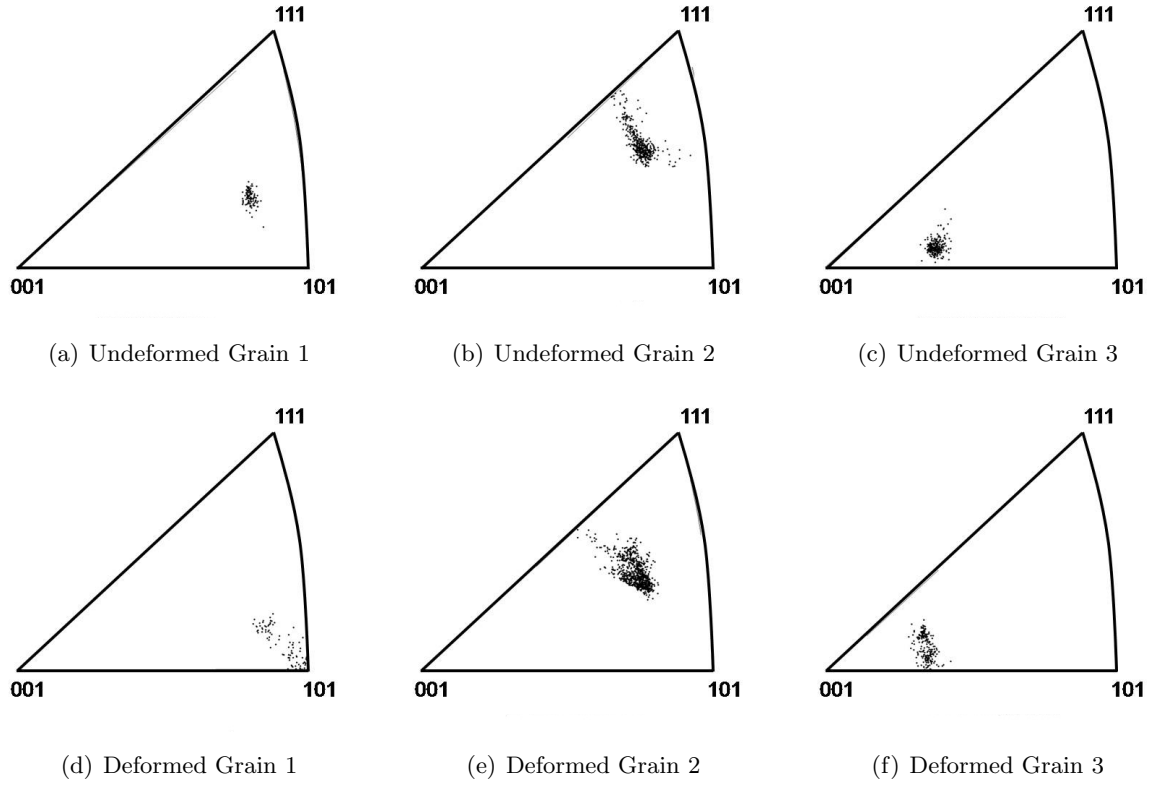 111 111 111
001 101 001 101 001 101
(a) Undeformed Grain 1 (b) Undeformed Grain 2 (c) Undeformed Grain 3
111 111 111
001 101 001 101 001 101
(d) Deformed Grain 1 (e) Deformed Grain 2 (f) Deformed Grain 3